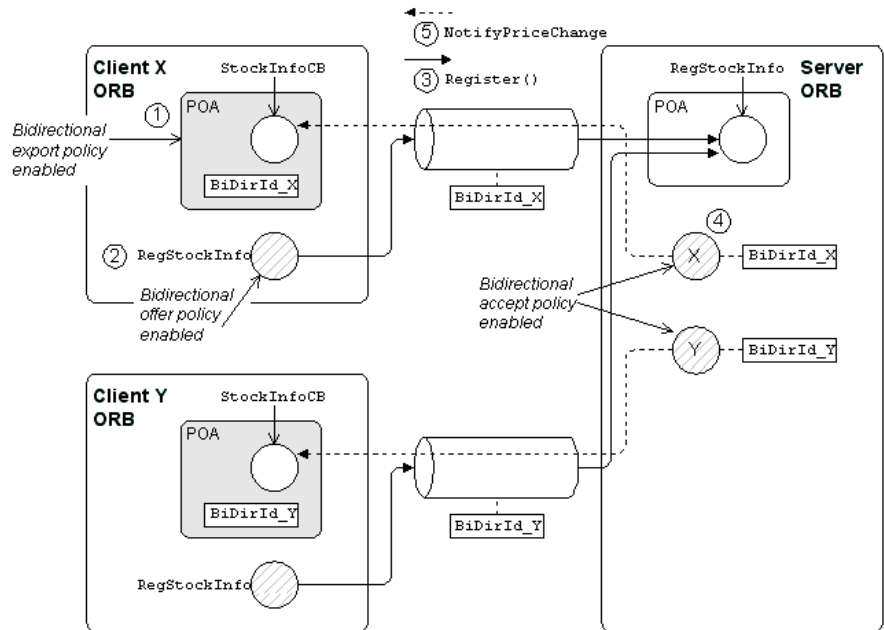 5
NotifyPriceChange
3
Register()
Client X
ORB
StockInfoCB
1
POA
Bidirectional
export policy
enabled
BiDirId_X
2
RegStockInfo
Bidirectional
offer policy
enabled
BiDirId_X
Server
ORB
RegStockInfo
POA
4
X
BiDirId_X
Bidirectional
accept policy
enabled
Y
BiDirId_Y
Client Y
ORB
StockInfoCB
POA
BiDirId_Y
RegStockInfo
BiDirId_Y